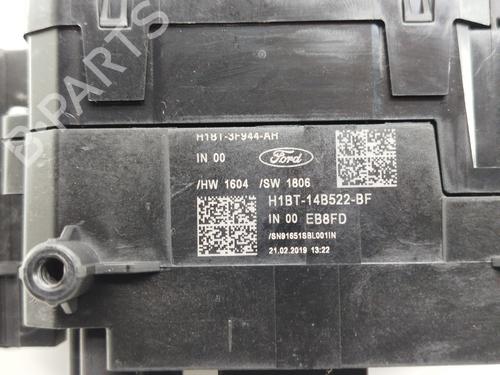 H1BT-3F944-AH
IN 00 Ford
/HW 1604 /SW 1806
H1BT-14B522-BF
IN 00 EB8FD
/SN91651SBL001IN
21.02.2019 13:22